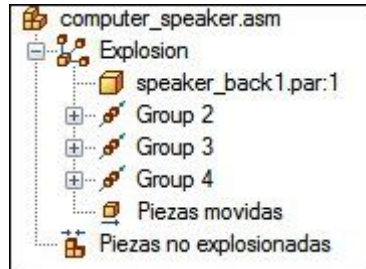 computer_speaker.asm
Explosion
speaker_back1.par:1
Group 2
Group 3
Group 4
Piezas movidas
Piezas no explosionadas